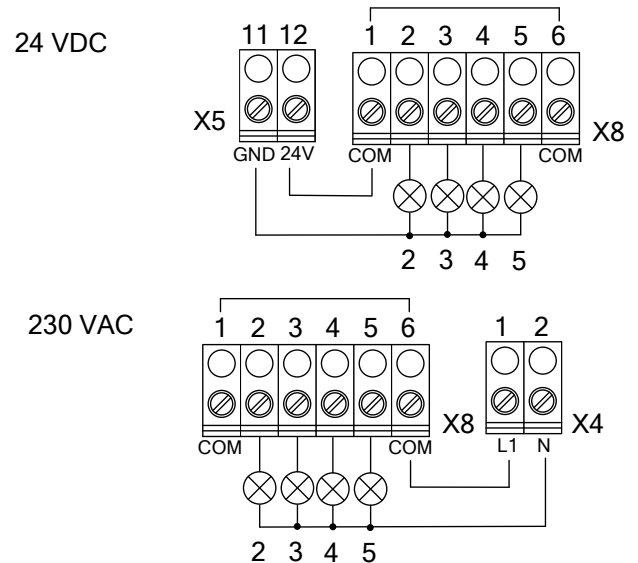 24 VDC
11 12
1 2 3 4 5 6
X5
X8
GND 24V
COM
COM
2 3 4 5
230 VAC
1 2 3 4 5 6
1 2
X8
X4
COM
COM
L1 N
2 3 4 5